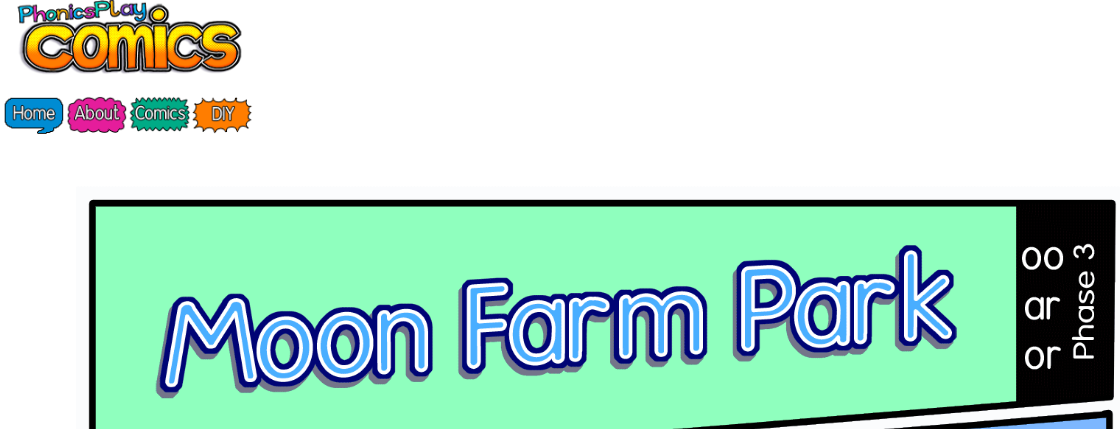 PhonicsPlay
comics
Home About Comics DIY
Moon Farm Park
oo
ar
or
Phase 3